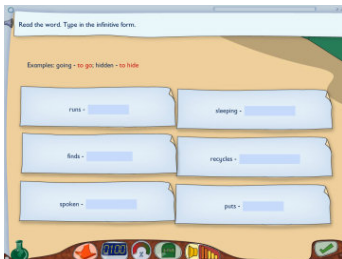 Read the word. Type in the infinitive form.
Examples: going - to go; hidden - to hide
runs -
sleeping -
finds -
recycles -
spoken -
puts -